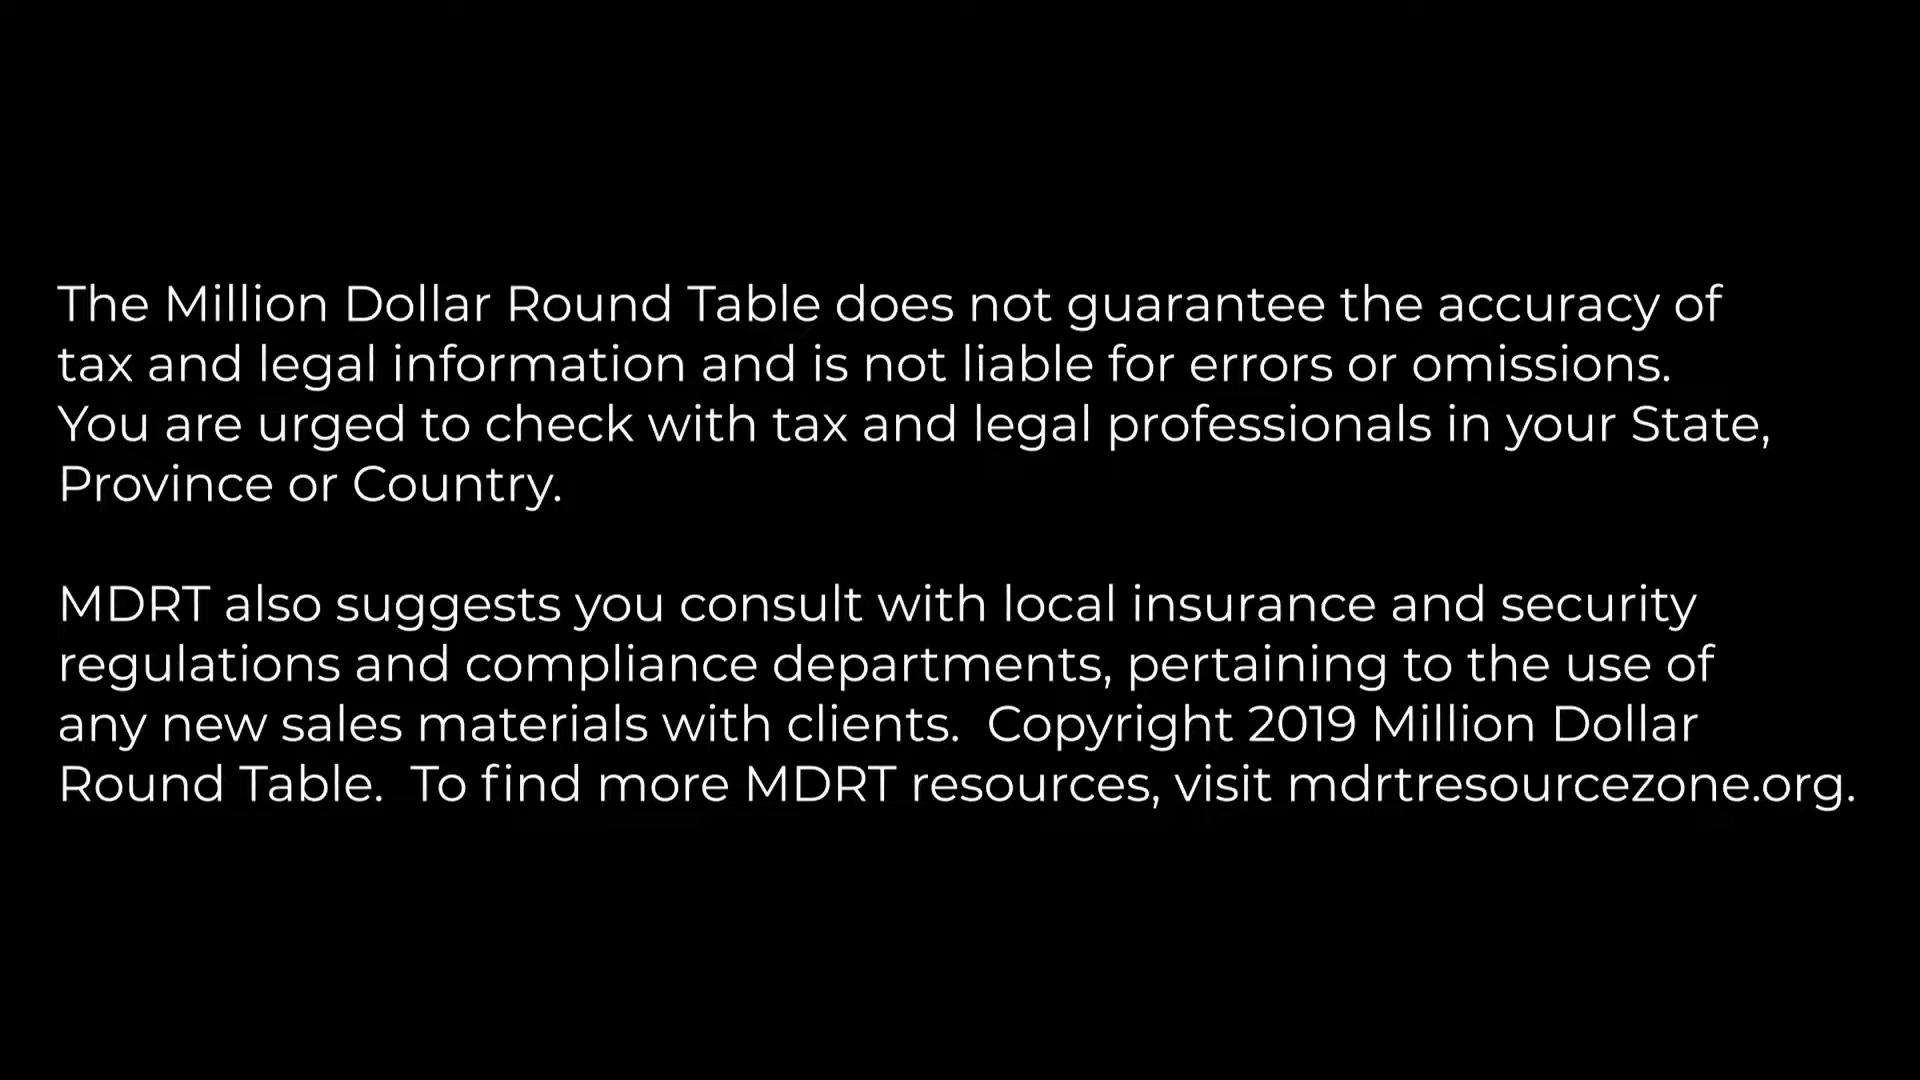 The Million Dollar Round Table does not guarantee the accuracy of
tax and legal information and is not liable for errors or omissions.
You are urged to check with tax and legal professionals in your State,
Province or Country.
MDRT also suggests you consult with local insurance and security
regulations and compliance departments, pertaining to the use of
any new sales materials with clients.  Copyright 2019 Million Dollar
Round Table.  To find more MDRT resources, visit mdrtresourcezone.org.